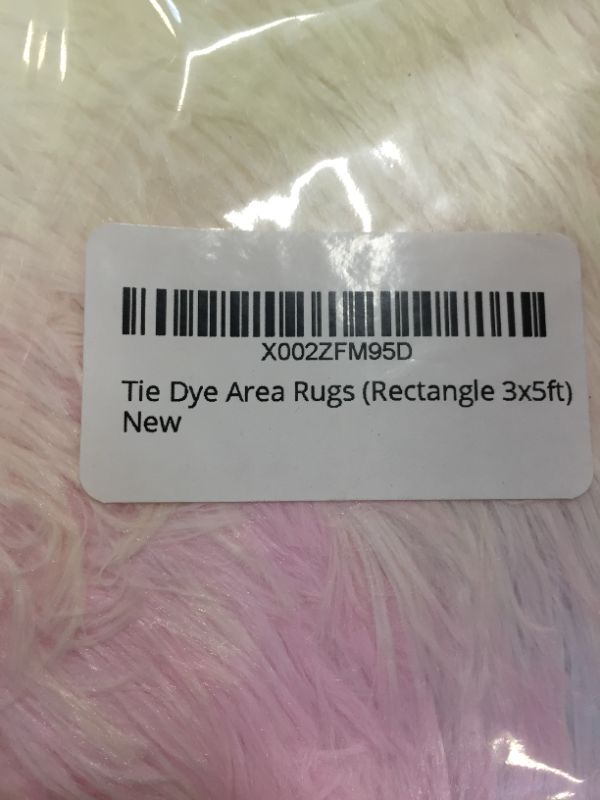 X002ZFM95D
Tie Dye Area Rugs (Rectangle 3x5ft)
New